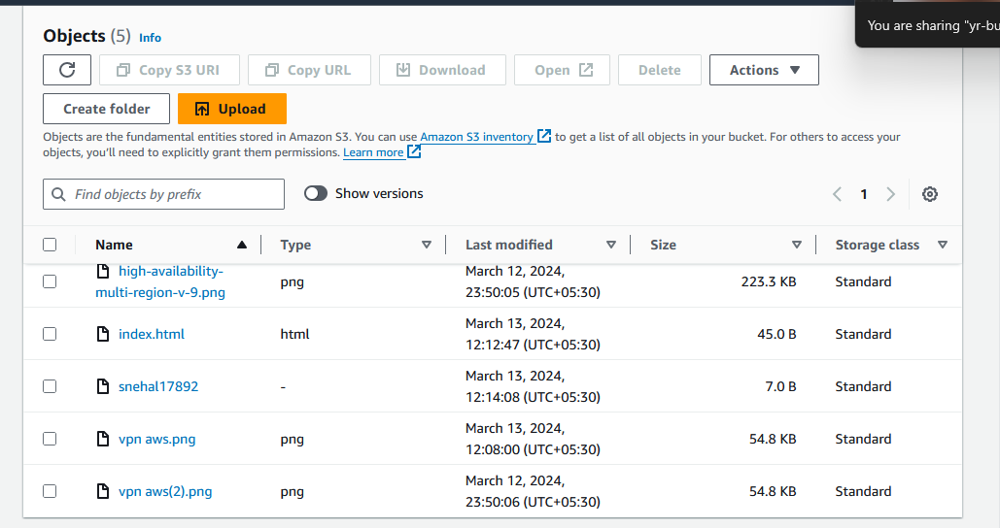 You are sharing "yr-bu
Objects (5) Info
Copy S3 URI Copy URL Download Open Delete Actions
Create folder Upload
Objects are the fundamental entities stored in Amazon S3. You can use Amazon S3 inventory to get a list of all objects in your bucket. For others to access your
objects, you'll need to explicitly grant them permissions. Learn more
Find objects by prefix Show versions 1
Name Type Last modified Size Storage class
high-availability-
multi-region-v-9.png png March 12, 2024,
23:50:05 (UTC+05:30) 223.3 KB Standard
index.html html March 13, 2024,
12:12:47 (UTC+05:30) 45.0 B Standard
snehal17892 - March 13, 2024,
12:14:08 (UTC+05:30) 7.0 B Standard
vpn aws.png png March 13, 2024,
12:08:00 (UTC+05:30) 54.8 KB Standard
vpn aws(2).png png March 12, 2024,
23:50:06 (UTC+05:30) 54.8 KB Standard